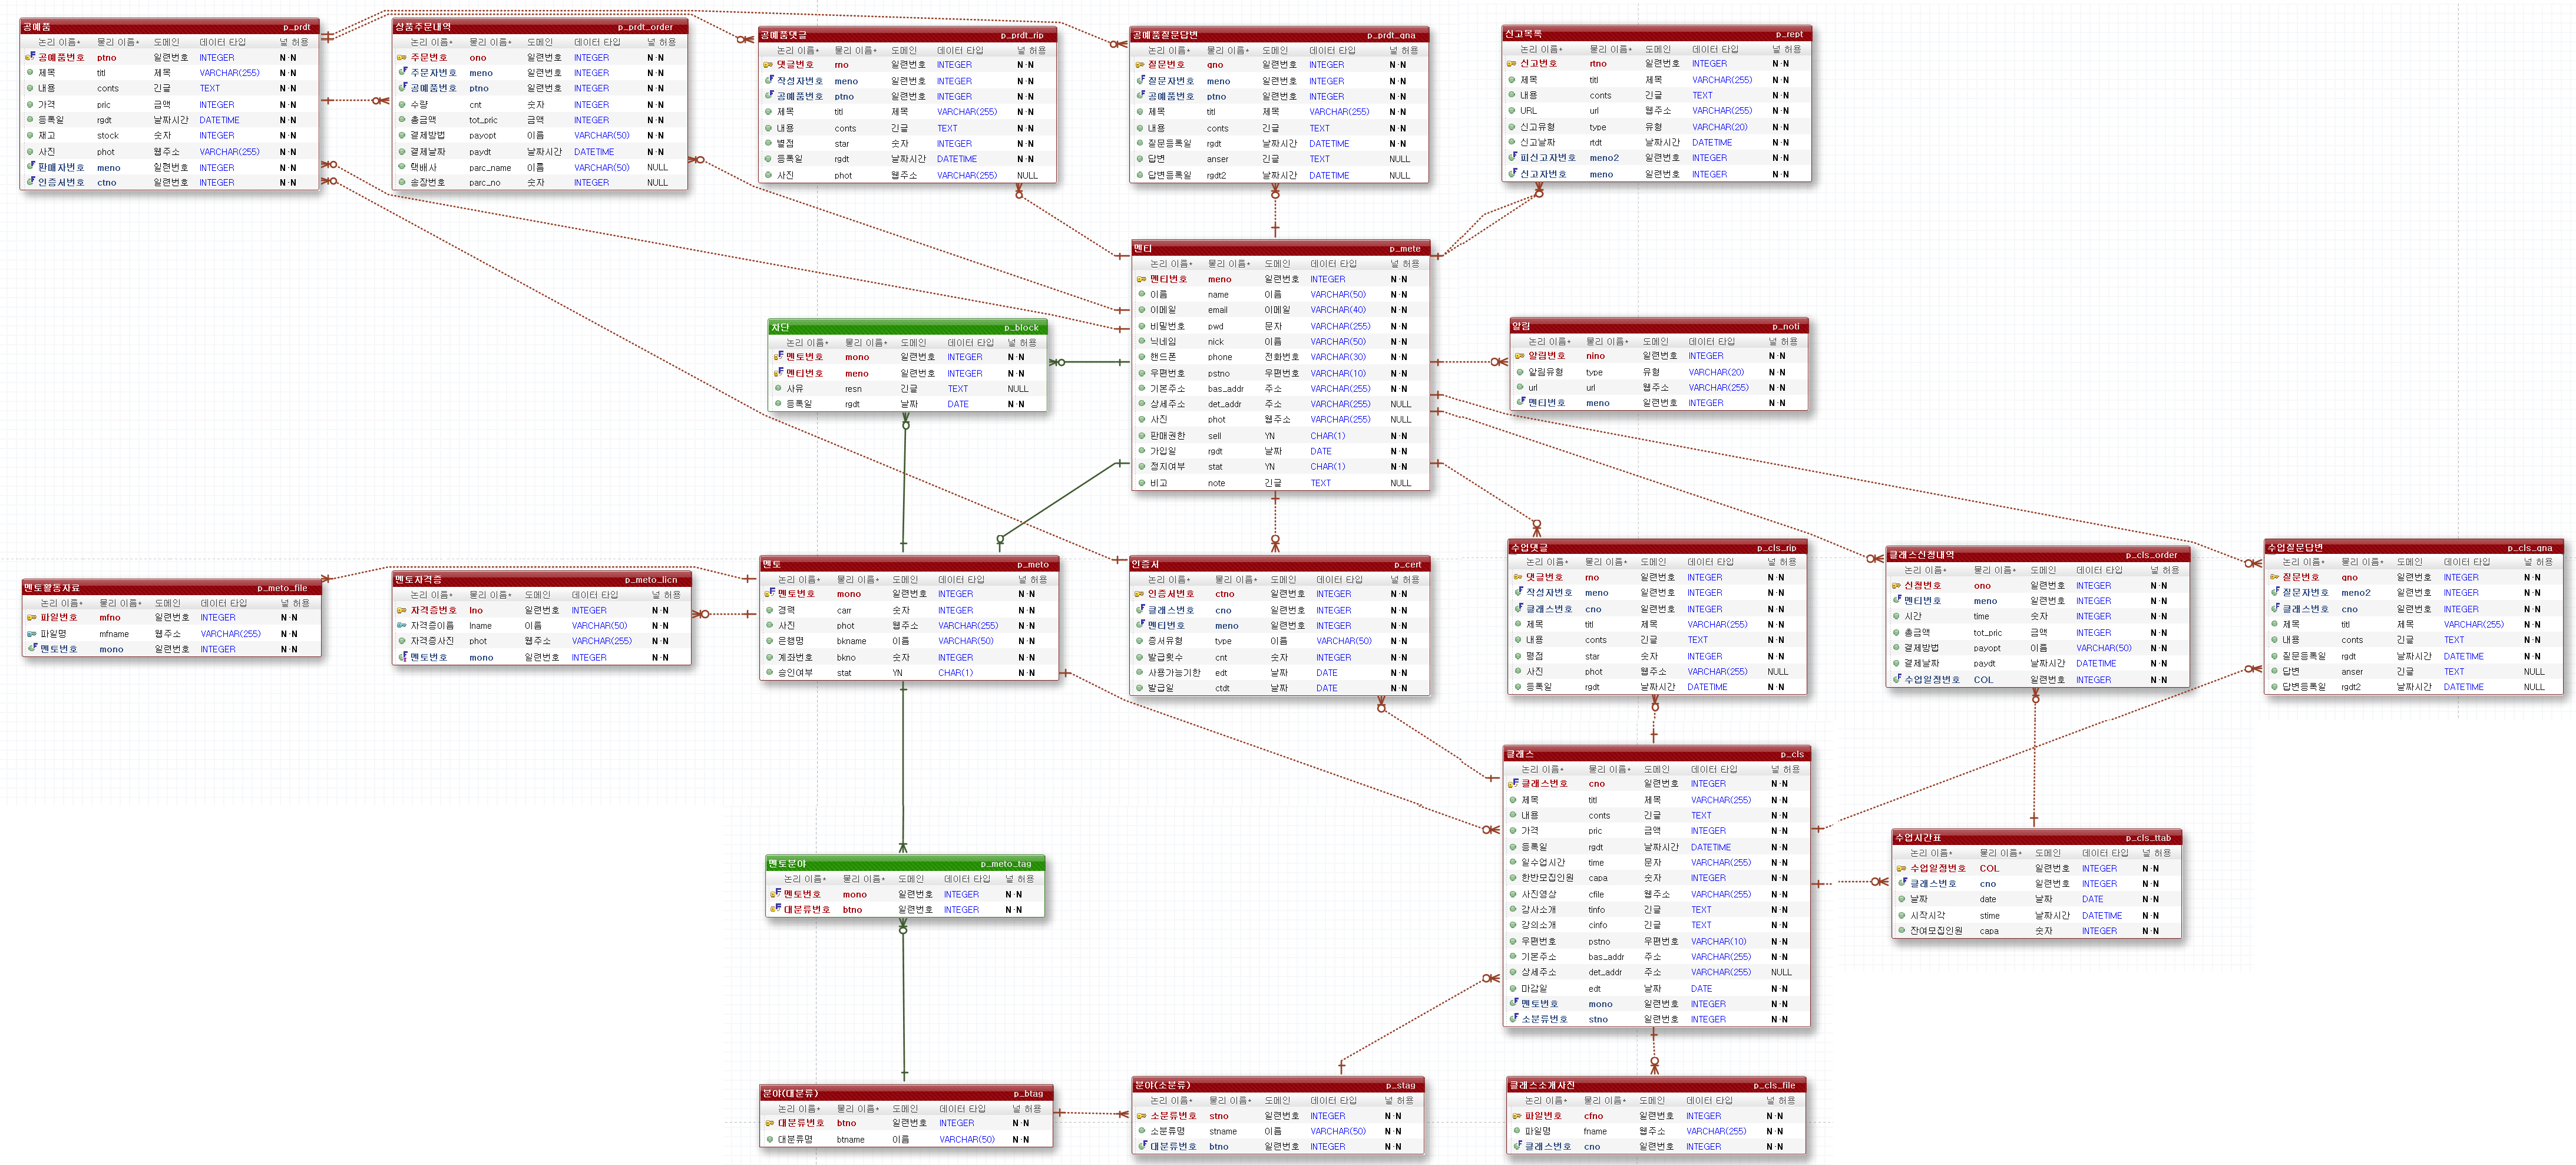 공예품 p_prdt
논리 이름* 물리 이름* 도메인 데이터 타입 널 허용
공예품번호 ptno 일련번호 INTEGER N·N
제목 titl 제목 VARCHAR(255) N·N
내용 conts 긴글 TEXT N·N
가격 pric 금액 INTEGER N·N
등록일 rgdt 날짜시간 DATETIME N·N
재고 stock 숫자 INTEGER N·N
사진 phot 웹주소 VARCHAR(255) N·N
판매자번호 meno 일련번호 INTEGER N·N
인증서번호 ctno 일련번호 INTEGER N·N
상품주문내역 p_prdt_order
논리 이름* 물리 이름* 도메인 데이터 타입 널 허용
주문번호 ono 일련번호 INTEGER N·N
주문자번호 meno 일련번호 INTEGER N·N
공예품번호 ptno 일련번호 INTEGER N·N
수량 cnt 숫자 INTEGER N·N
총금액 tot_pric 금액 INTEGER N·N
결제방법 payopt 이름 VARCHAR(50) N·N
결제날짜 paydt 날짜시간 DATETIME N·N
택배사 parc_name 이름 VARCHAR(50) NULL
송장번호 parc_no 숫자 INTEGER NULL
공예품댓글 p_prdt_rip
논리 이름* 물리 이름* 도메인 데이터 타입 널 허용
댓글번호 rno 일련번호 INTEGER N·N
작성자번호 meno 일련번호 INTEGER N·N
공예품번호 ptno 일련번호 INTEGER N·N
제목 titl 제목 VARCHAR(255) N·N
내용 conts 긴글 TEXT N·N
별점 star 숫자 INTEGER N·N
등록일 rgdt 날짜시간 DATETIME N·N
사진 phot 웹주소 VARCHAR(255) NULL
공예품질문답변 p_prdt_qna
논리 이름* 물리 이름* 도메인 데이터 타입 널 허용
질문번호 qno 일련번호 INTEGER N·N
질문자번호 meno 일련번호 INTEGER N·N
공예품번호 ptno 일련번호 INTEGER N·N
제목 titl 제목 VARCHAR(255) N·N
내용 conts 긴글 TEXT N·N
질문등록일 rgdt 날짜시간 DATETIME N·N
답변 anser 긴글 TEXT NULL
답변등록일 rgdt2 날짜시간 DATETIME NULL
신고목록 p_rept
논리 이름* 물리 이름* 도메인 데이터 타입 널 허용
신고번호 rtno 일련번호 INTEGER N·N
제목 titl 제목 VARCHAR(255) N·N
내용 conts 긴글 TEXT N·N
URL url 웹주소 VARCHAR(255) N·N
신고유형 type 유형 VARCHAR(20) N·N
신고날짜 rtdt 날짜시간 DATETIME N·N
피신고자번호 meno2 일련번호 INTEGER N·N
신고자번호 meno 일련번호 INTEGER N·N
멘티 p_mete
논리 이름* 물리 이름* 도메인 데이터 타입 널 허용
멘티번호 meno 일련번호 INTEGER N·N
이름 name 이름 VARCHAR(50) N·N
이메일 email 이메일 VARCHAR(40) N·N
비밀번호 pwd 문자 VARCHAR(255) N·N
닉네임 nick 이름 VARCHAR(50) N·N
핸드폰 phone 전화번호 VARCHAR(30) N·N
우편번호 pstno 우편번호 VARCHAR(10) N·N
기본주소 bas_addr 주소 VARCHAR(255) N·N
상세주소 det_addr 주소 VARCHAR(255) NULL
사진 phot 웹주소 VARCHAR(255) NULL
판매권한 sell YN CHAR(1) N·N
가입일 rgdt 날짜 DATE N·N
정지여부 stat YN CHAR(1) N·N
비고 note 긴글 TEXT NULL
차단 p_block
논리 이름* 물리 이름* 도메인 데이터 타입 널 허용
멘토번호 mono 일련번호 INTEGER N·N
멘티번호 meno 일련번호 INTEGER N·N
사유 resn 긴글 TEXT NULL
등록일 rgdt 날짜 DATE N·N
알림 p_noti
논리 이름* 물리 이름* 도메인 데이터 타입 널 허용
알림번호 nino 일련번호 INTEGER N·N
알람유형 type 유형 VARCHAR(20) N·N
url url 웹주소 VARCHAR(255) N·N
멘티번호 meno 일련번호 INTEGER N·N
멘토활동자료 p_meto_file
논리 이름* 물리 이름* 도메인 데이터 타입 널 허용
파일번호 mfno 일련번호 INTEGER N·N
파일명 mfname 웹주소 VARCHAR(255) N·N
멘토번호 mono 일련번호 INTEGER N·N
멘토자격증 p_meto_licn
논리 이름* 물리 이름* 도메인 데이터 타입 널 허용
자격증번호 lno 일련번호 INTEGER N·N
자격증이름 lname 이름 VARCHAR(50) N·N
자격증사진 phot 웹주소 VARCHAR(255) N·N
멘토번호 mono 일련번호 INTEGER N·N
멘토 p_meto
논리 이름* 물리 이름* 도메인 데이터 타입 널 허용
멘토번호 mono 일련번호 INTEGER N·N
경력 carr 숫자 INTEGER N·N
사진 phot 웹주소 VARCHAR(255) N·N
은행명 bkname 이름 VARCHAR(50) N·N
계좌번호 bkno 숫자 INTEGER N·N
승인여부 stat YN CHAR(1) N·N
인증서 p_cert
논리 이름* 물리 이름* 도메인 데이터 타입 널 허용
인증서번호 ctno 일련번호 INTEGER N·N
클래스번호 cno 일련번호 INTEGER N·N
멘티번호 meno 일련번호 INTEGER N·N
증서유형 type 이름 VARCHAR(50) N·N
발급횟수 cnt 숫자 INTEGER N·N
사용가능기한 edt 날짜 DATE N·N
발급일 ctdt 날짜 DATE N·N
수업댓글 p_cls_rip
논리 이름* 물리 이름* 도메인 데이터 타입 널 허용
댓글번호 rno 일련번호 INTEGER N·N
작성자번호 meno 일련번호 INTEGER N·N
클래스번호 cno 일련번호 INTEGER N·N
제목 titl 제목 VARCHAR(255) N·N
내용 conts 긴글 TEXT N·N
평점 star 숫자 INTEGER N·N
사진 phot 웹주소 VARCHAR(255) NULL
등록일 rgdt 날짜시간 DATETIME N·N
클래스신청내역 p_cls_order
논리 이름* 물리 이름* 도메인 데이터 타입 널 허용
신청번호 ono 일련번호 INTEGER N·N
멘티번호 meno 일련번호 INTEGER N·N
시간 time 숫자 INTEGER N·N
총금액 tot_pric 금액 INTEGER N·N
결제방법 payopt 이름 VARCHAR(50) N·N
결제날짜 paydt 날짜시간 DATETIME N·N
수업일정번호 COL 일련번호 INTEGER N·N
수업질문답변 p_cls_qna
논리 이름* 물리 이름* 도메인 데이터 타입 널 허용
질문번호 qno 일련번호 INTEGER N·N
질문자번호 meno2 일련번호 INTEGER N·N
클래스번호 cno 일련번호 INTEGER N·N
제목 titl 제목 VARCHAR(255) N·N
내용 conts 긴글 TEXT N·N
질문등록일 rgdt 날짜시간 DATETIME N·N
답변 anser 긴글 TEXT NULL
답변등록일 rgdt2 날짜시간 DATETIME NULL
클래스 p_cls
논리 이름* 물리 이름* 도메인 데이터 타입 널 허용
클래스번호 cno 일련번호 INTEGER N·N
제목 titl 제목 VARCHAR(255) N·N
내용 conts 긴글 TEXT N·N
가격 pric 금액 INTEGER N·N
등록일 rgdt 날짜시간 DATETIME N·N
일수업시간 time 문자 VARCHAR(255) N·N
한반모집인원 capa 숫자 INTEGER N·N
사진영상 cfile 웹주소 VARCHAR(255) N·N
강사소개 tinfo 긴글 TEXT N·N
강의소개 cinfo 긴글 TEXT N·N
우편번호 pstno 우편번호 VARCHAR(10) N·N
기본주소 bas_addr 주소 VARCHAR(255) N·N
상세주소 det_addr 주소 VARCHAR(255) NULL
마감일 edt 날짜 DATE N·N
멘토번호 mono 일련번호 INTEGER N·N
소분류번호 stno 일련번호 INTEGER N·N
수업시간표 p_cls_ttab
논리 이름* 물리 이름* 도메인 데이터 타입 널 허용
수업일정번호 COL 일련번호 INTEGER N·N
클래스번호 cno 일련번호 INTEGER N·N
날짜 date 날짜 DATE N·N
시작시각 stime 날짜시간 DATETIME N·N
잔여모집인원 capa 숫자 INTEGER N·N
멘토분야 p_meto_tag
논리 이름* 물리 이름* 도메인 데이터 타입 널 허용
멘토번호 mono 일련번호 INTEGER N·N
대분류번호 btno 일련번호 INTEGER N·N
분야(대분류) p_btag
논리 이름* 물리 이름* 도메인 데이터 타입 널 허용
대분류번호 btno 일련번호 INTEGER N·N
대분류명 btname 이름 VARCHAR(50) N·N
분야(소분류) p_stag
논리 이름* 물리 이름* 도메인 데이터 타입 널 허용
소분류번호 stno 일련번호 INTEGER N·N
소분류명 stname 이름 VARCHAR(50) N·N
대분류번호 btno 일련번호 INTEGER N·N
클래스소개사진 p_cls_file
논리 이름* 물리 이름* 도메인 데이터 타입 널 허용
파일번호 cfno 일련번호 INTEGER N·N
파일명 fname 웹주소 VARCHAR(255) N·N
클래스번호 cno 일련번호 INTEGER N·N